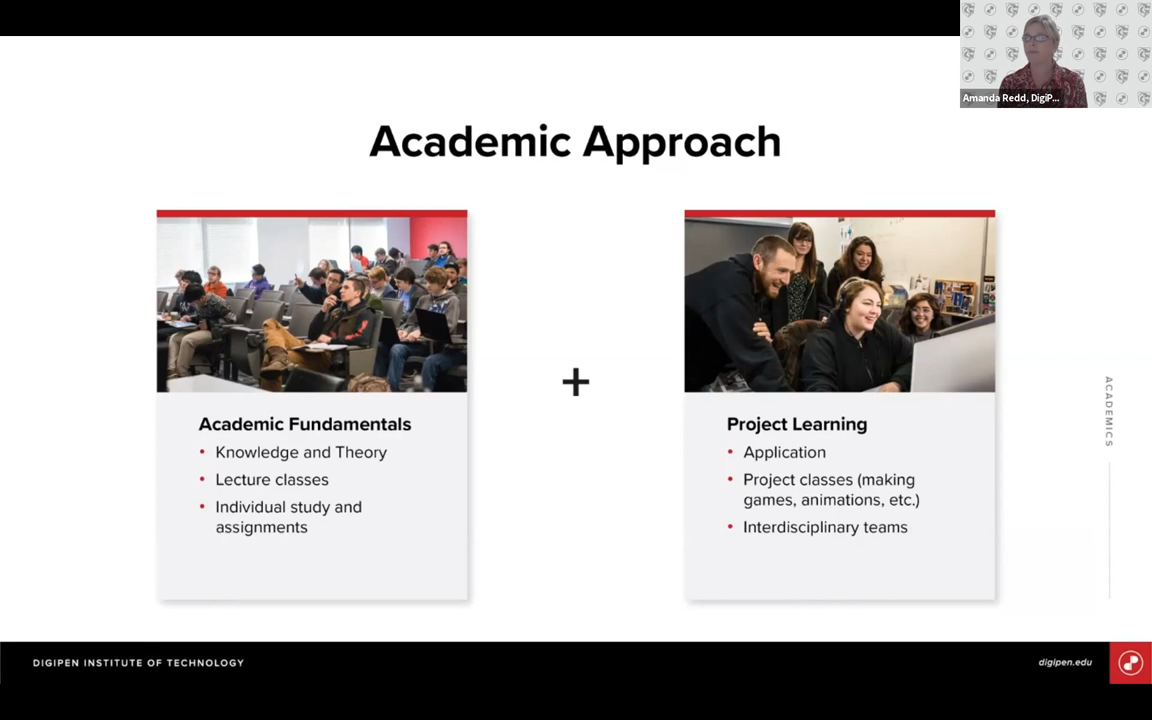 Amanda Redd, DigiP...
Academic Approach
Academic Fundamentals
• Knowledge and Theory
• Lecture classes
• Individual study and
assignments
+
Project Learning
• Application
• Project classes (making
games, animations, etc.)
• Interdisciplinary teams
ACADEMICS
DIGIPEN INSTITUTE OF TECHNOLOGY
digipen.edu